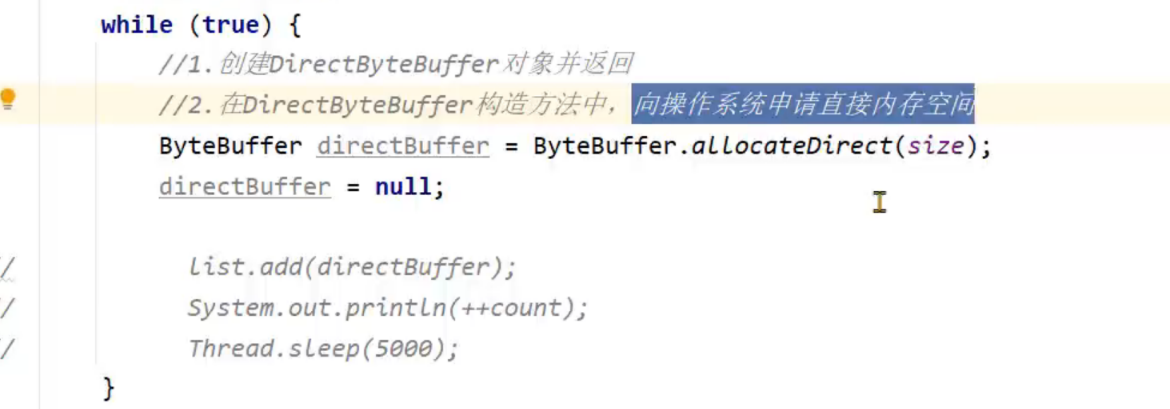 while (true) {
//1.创建DirectByteBuffer对象并返回
//2.在DirectByteBuffer构造方法中，向操作系统申请直接内存空间
ByteBuffer directBuffer = ByteBuffer.allocateDirect(size);
directBuffer = null;
/ list.add(directBuffer);
/ System.out.println(++count);
/ Thread.sleep(5000);
}